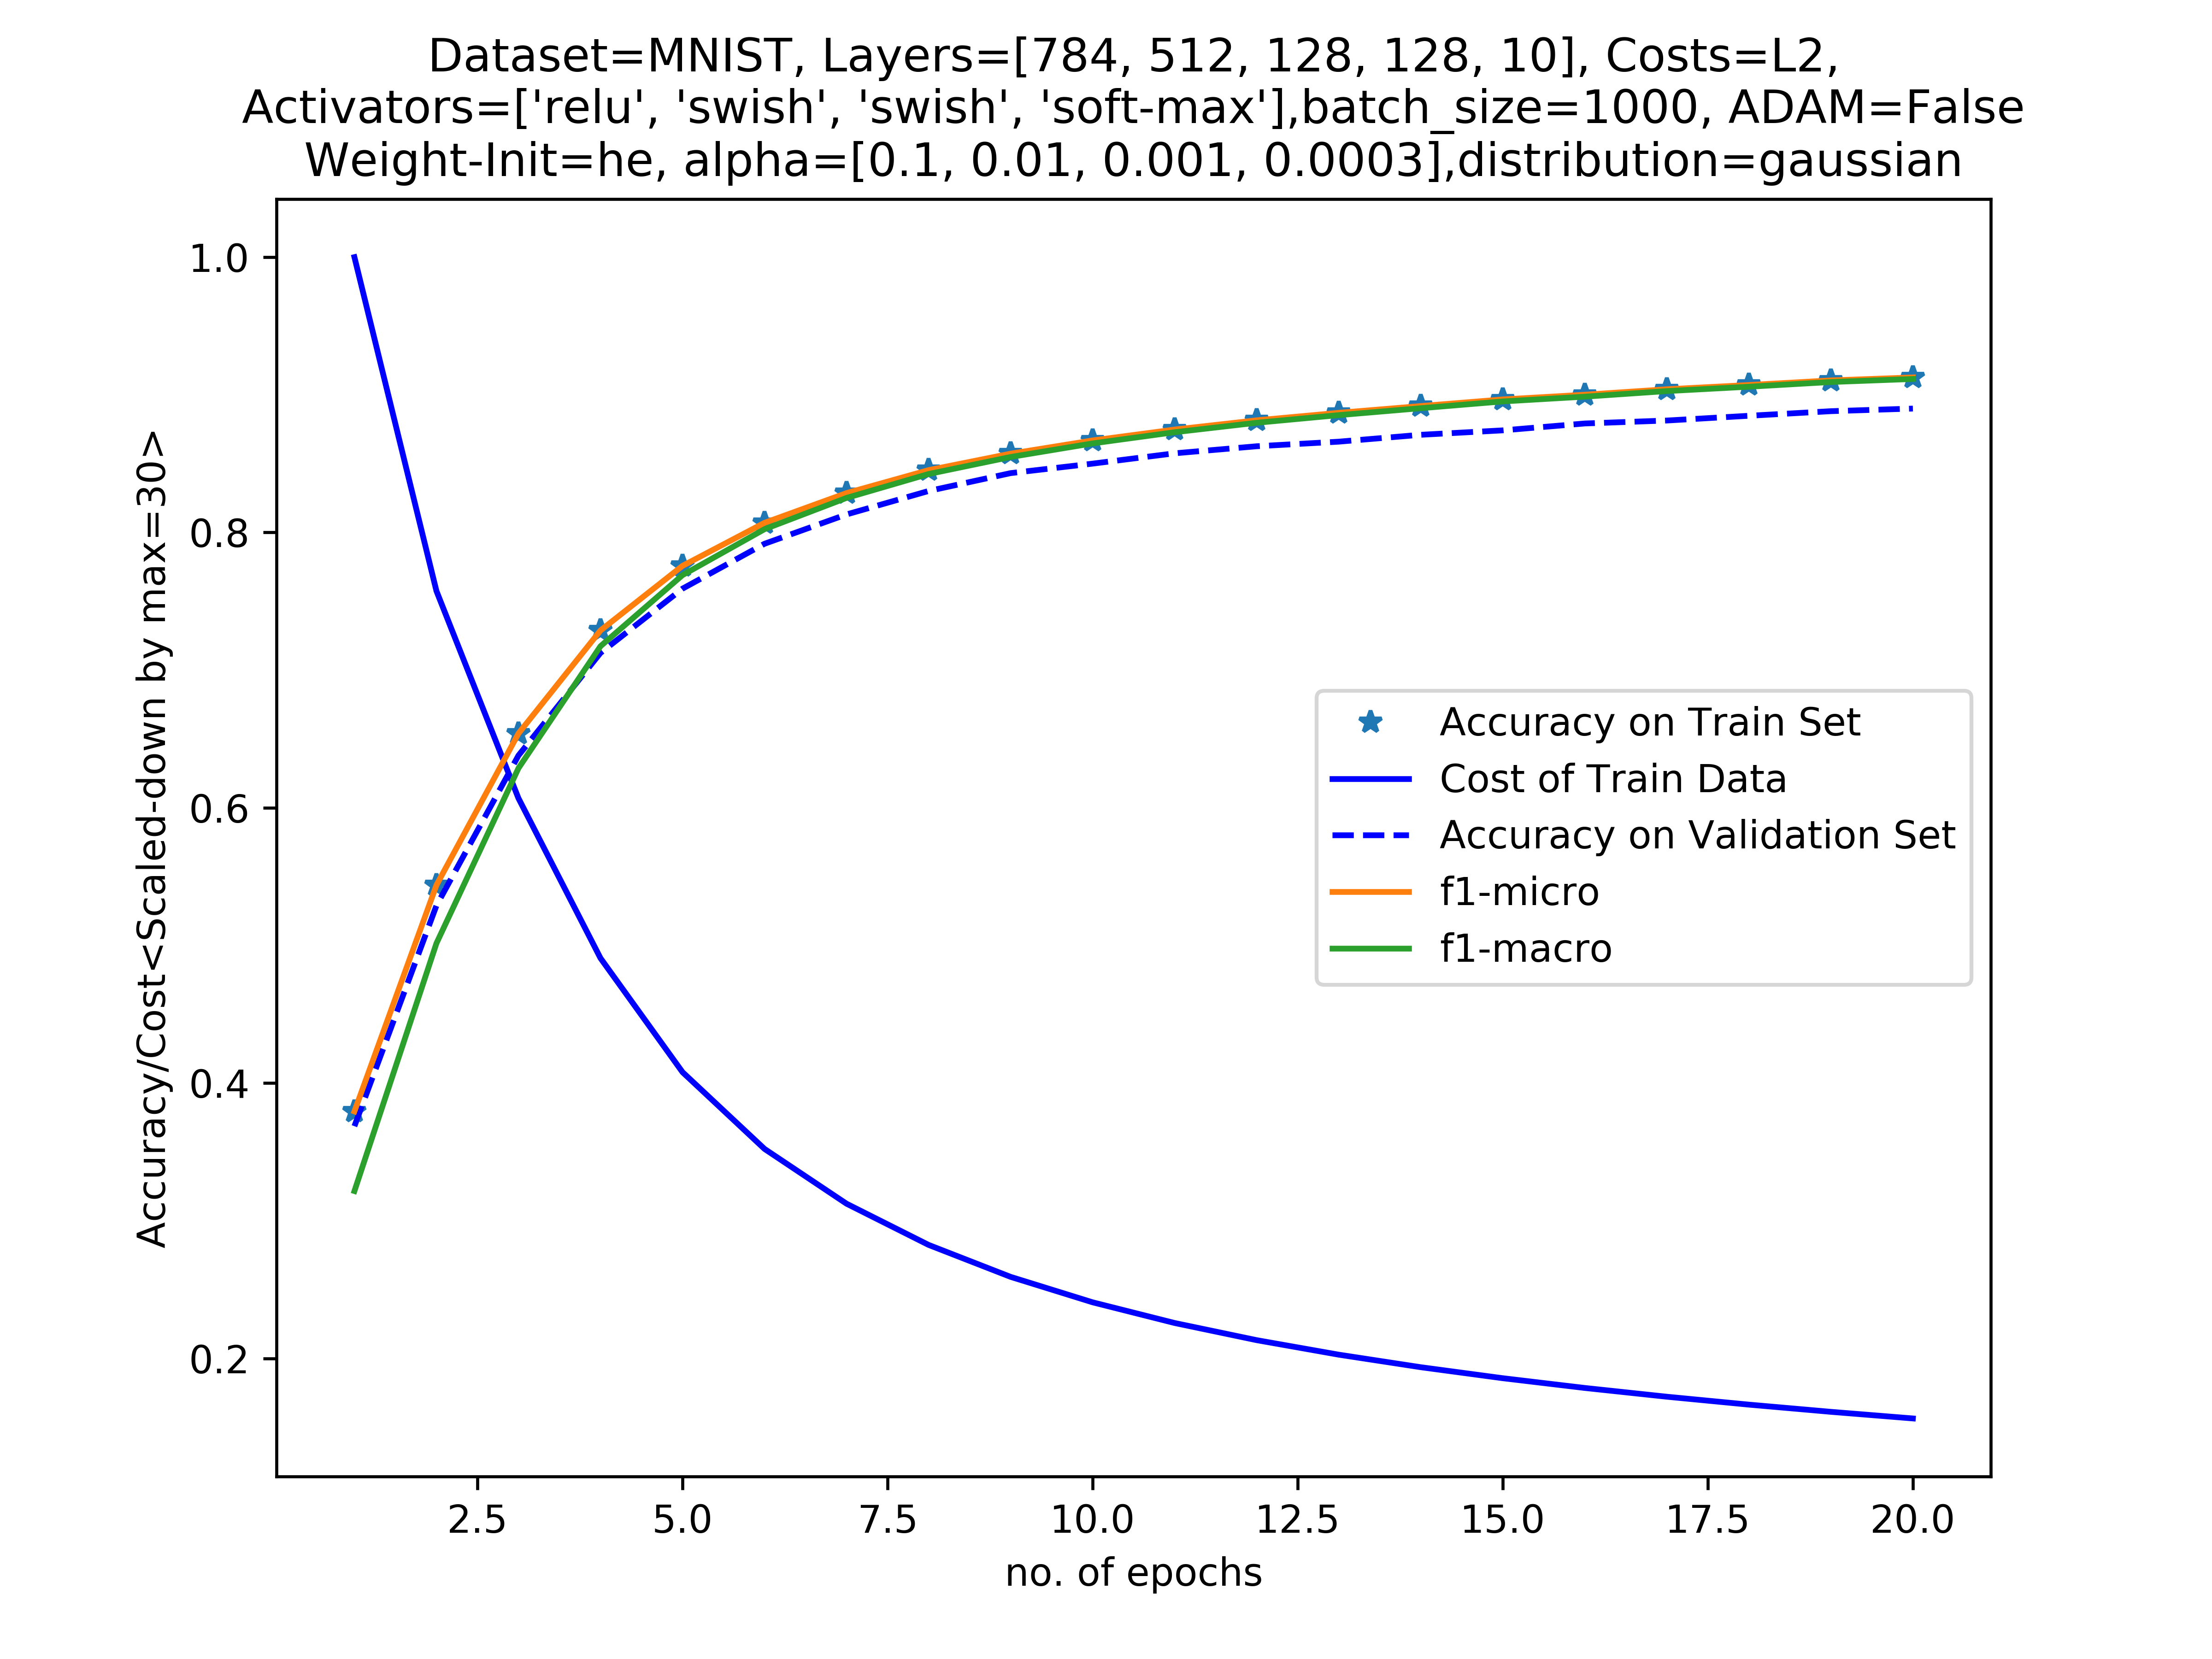 Dataset=MNIST, Layers=[784, 512, 128, 128, 10], Costs=L2,
Activators=['relu', 'swish', 'swish', 'soft-max'],batch_size=1000, ADAM=False
Weight-Init=he, alpha=[0.1, 0.01, 0.001, 0.0003],distribution=gaussian
Accuracy/Cost<Scaled-down by max=30>
1.0
0.8
0.6
0.4
0.2
Accuracy on Train Set
Cost of Train Data
Accuracy on Validation Set
f1-micro
f1-macro
2.5 5.0 7.5 10.0 12.5 15.0 17.5 20.0
no. of epochs